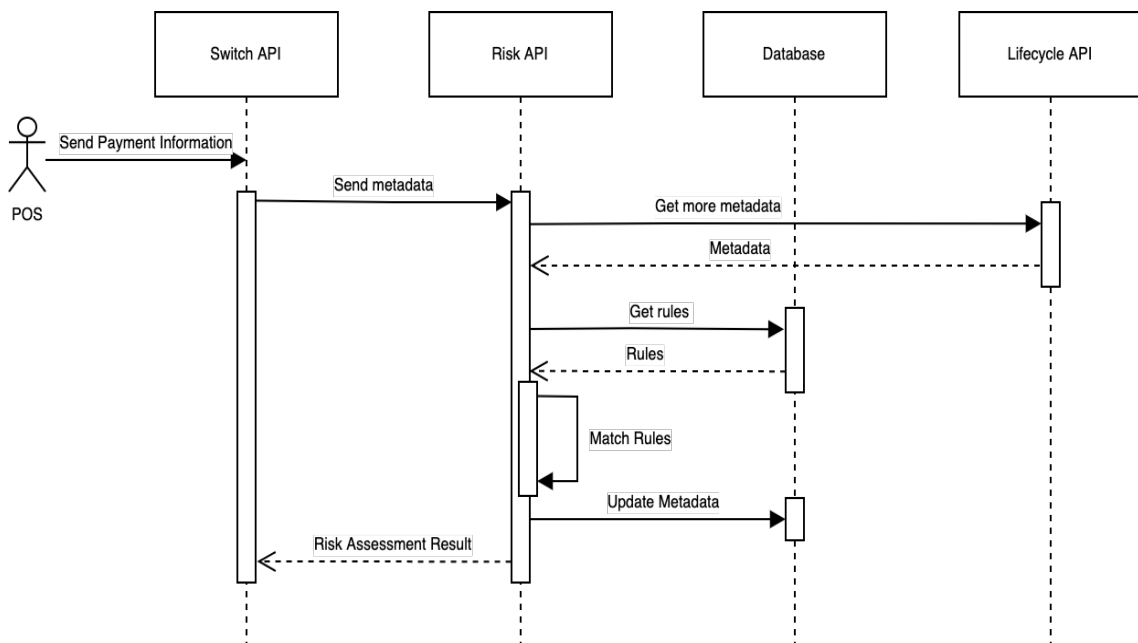 Switch API
Risk API
Database
Lifecycle API
Send Payment Information
POS
Send metadata
Get more metadata
Metadata
Get rules
Rules
Match Rules
Update Metadata
Risk Assessment Result